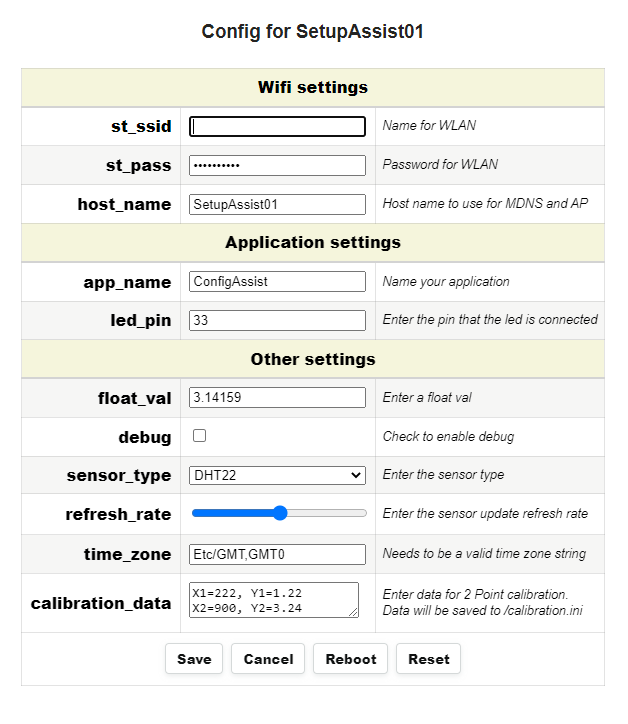 Config for SetupAssist01
Wifi settings
st_ssid Name for WLAN
st_pass •••••••••• Password for WLAN
host_name SetupAssist01 Host name to use for MDNS and AP
Application settings
app_name ConfigAssist Name your application
led_pin 33 Enter the pin that the led is connected
Other settings
float_val 3.14159 Enter a float val
debug Check to enable debug
sensor_type DHT22 Enter the sensor type
refresh_rate Enter the sensor update refresh rate
time_zone Etc/GMT,GMT0 Needs to be a valid time zone string
calibration_data
X1=222, Y1=1.22
X2=900, Y2=3.24
Enter data for 2 Point calibration.
Data will be saved to /calibration.ini
Save Cancel Reboot Reset